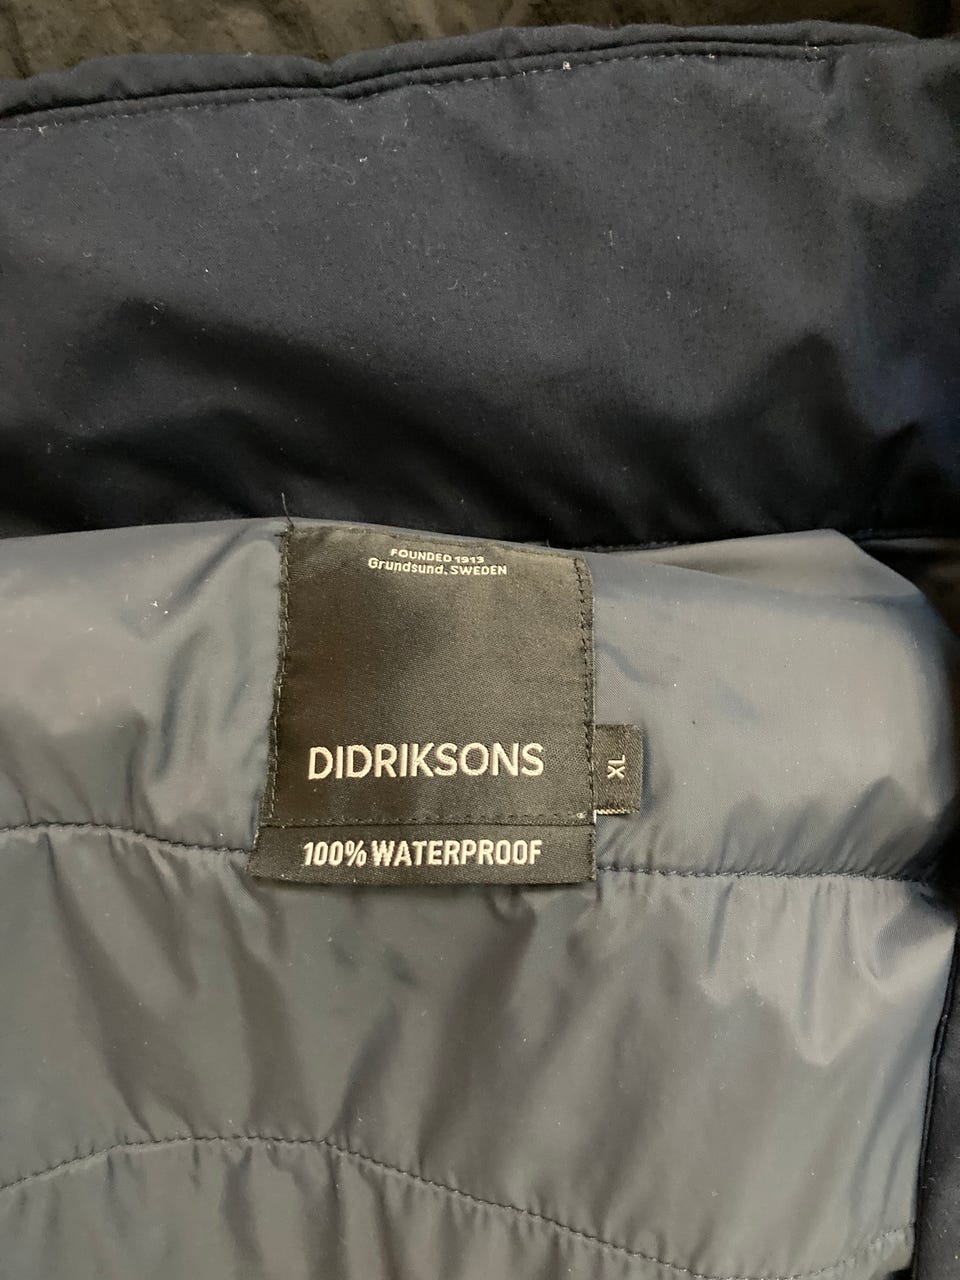 FOUNDED 1913
Grundsund, SWEDEN
DIDRIKSONS
XL
100% WATERPROOF